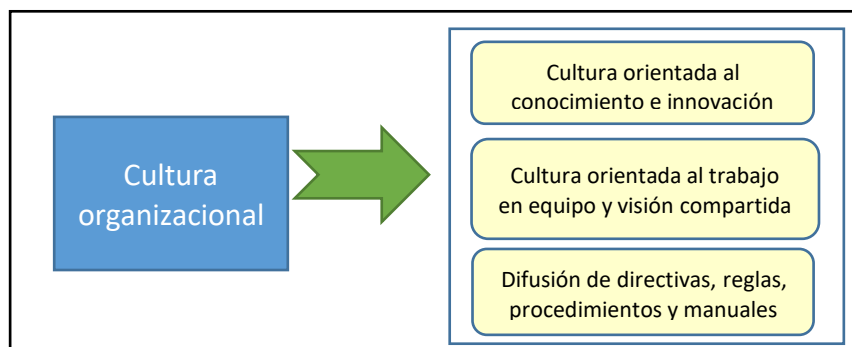 Cultura
organizacional
Cultura orientada al
conocimiento e innovación
Cultura orientada al trabajo
en equipo y visión compartida
Difusión de directivas, reglas,
procedimientos y manuales